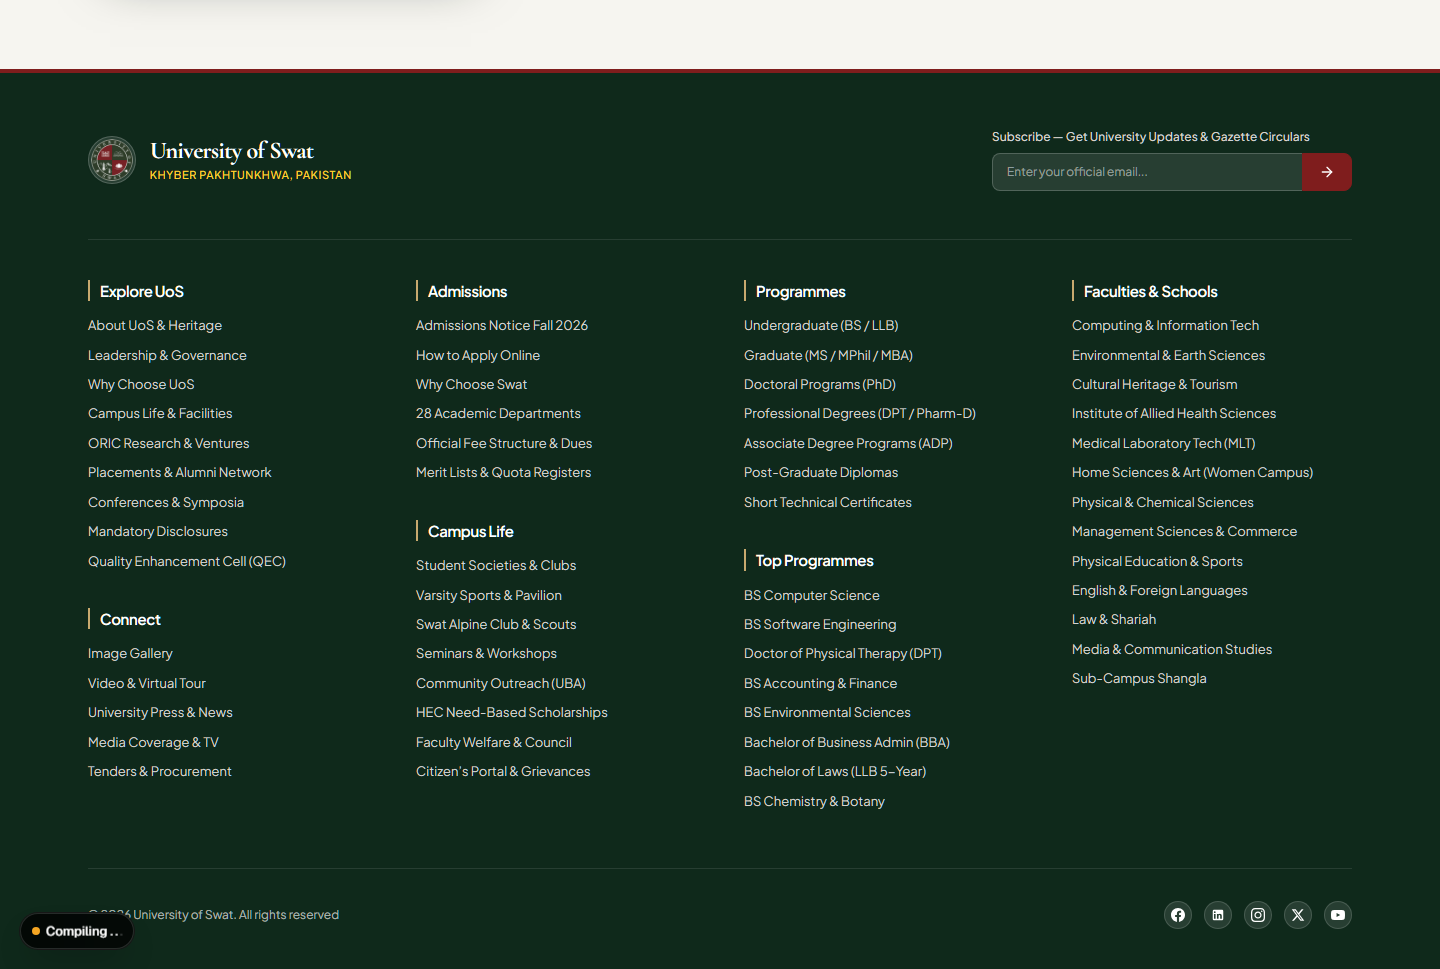 University of Swat
KHYBER PAKHTUNKHWA, PAKISTAN
Subscribe — Get University Updates & Gazette Circulars
Enter your official email...
Explore UoS
About UoS & Heritage
Leadership & Governance
Why Choose UoS
Campus Life & Facilities
ORIC Research & Ventures
Placements & Alumni Network
Conferences & Symposia
Mandatory Disclosures
Quality Enhancement Cell (QEC)
Connect
Image Gallery
Video & Virtual Tour
University Press & News
Media Coverage & TV
Tenders & Procurement
Admissions
Admissions Notice Fall 2026
How to Apply Online
Why Choose Swat
28 Academic Departments
Official Fee Structure & Dues
Merit Lists & Quota Registers
Campus Life
Student Societies & Clubs
Varsity Sports & Pavilion
Swat Alpine Club & Scouts
Seminars & Workshops
Community Outreach (UBA)
HEC Need-Based Scholarships
Faculty Welfare & Council
Citizen's Portal & Grievances
Programmes
Undergraduate (BS / LLB)
Graduate (MS / MPhil / MBA)
Doctoral Programs (PhD)
Professional Degrees (DPT / Pharm-D)
Associate Degree Programs (ADP)
Post-Graduate Diplomas
Short Technical Certificates
Top Programmes
BS Computer Science
BS Software Engineering
Doctor of Physical Therapy (DPT)
BS Accounting & Finance
BS Environmental Sciences
Bachelor of Business Admin (BBA)
Bachelor of Laws (LLB 5-Year)
BS Chemistry & Botany
Faculties & Schools
Computing & Information Tech
Environmental & Earth Sciences
Cultural Heritage & Tourism
Institute of Allied Health Sciences
Medical Laboratory Tech (MLT)
Home Sciences & Art (Women Campus)
Physical & Chemical Sciences
Management Sciences & Commerce
Physical Education & Sports
English & Foreign Languages
Law & Shariah
Media & Communication Studies
Sub-Campus Shangla
University of Swat. All rights reserved
Compiling ...